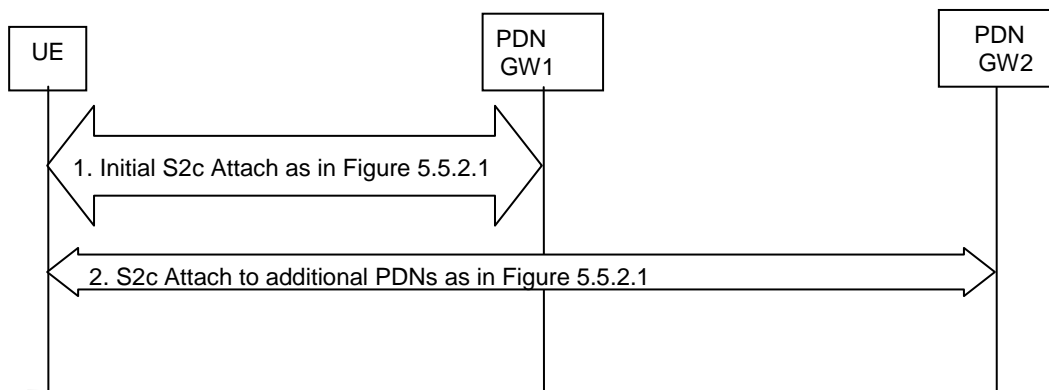 UE
PDN
GW1
PDN
GW2
1. Initial S2c Attach as in Figure 5.5.2.1
2. S2c Attach to additional PDNs as in Figure 5.5.2.1